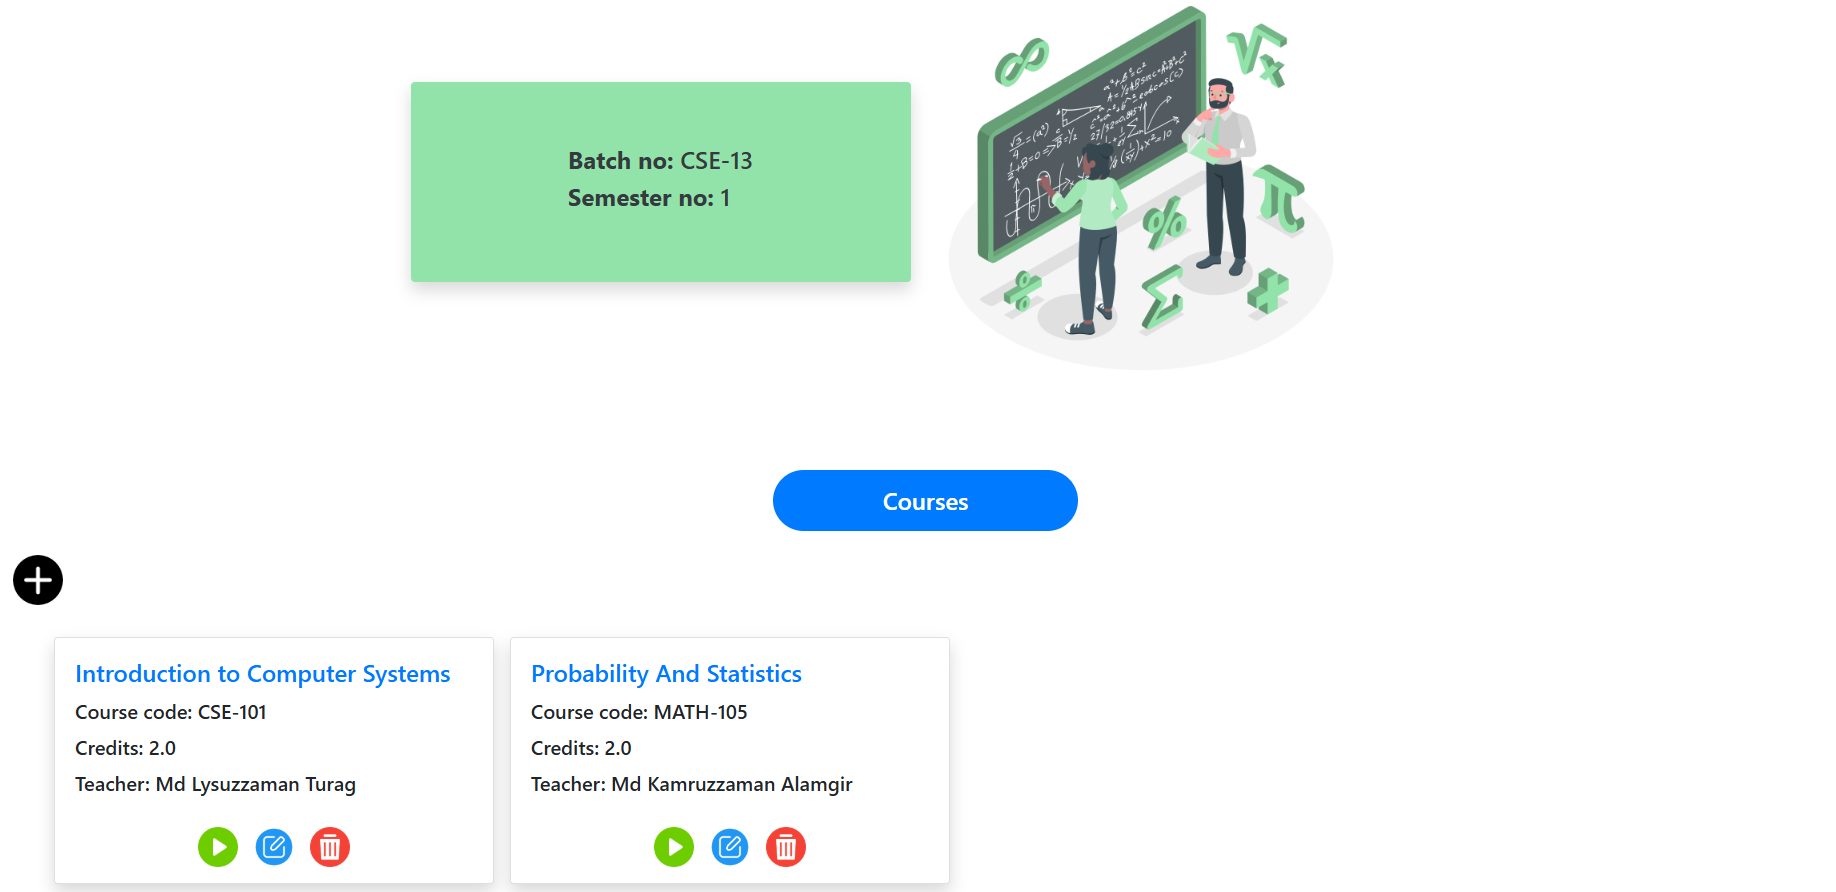 Batch no: CSE-13
Semester no: 1
Courses
Introduction to Computer Systems
Course code: CSE-101
Credits: 2.0
Teacher: Md Lysuzzaman Turag
Probability And Statistics
Course code: MATH-105
Credits: 2.0
Teacher: Md Kamruzzaman Alamgir